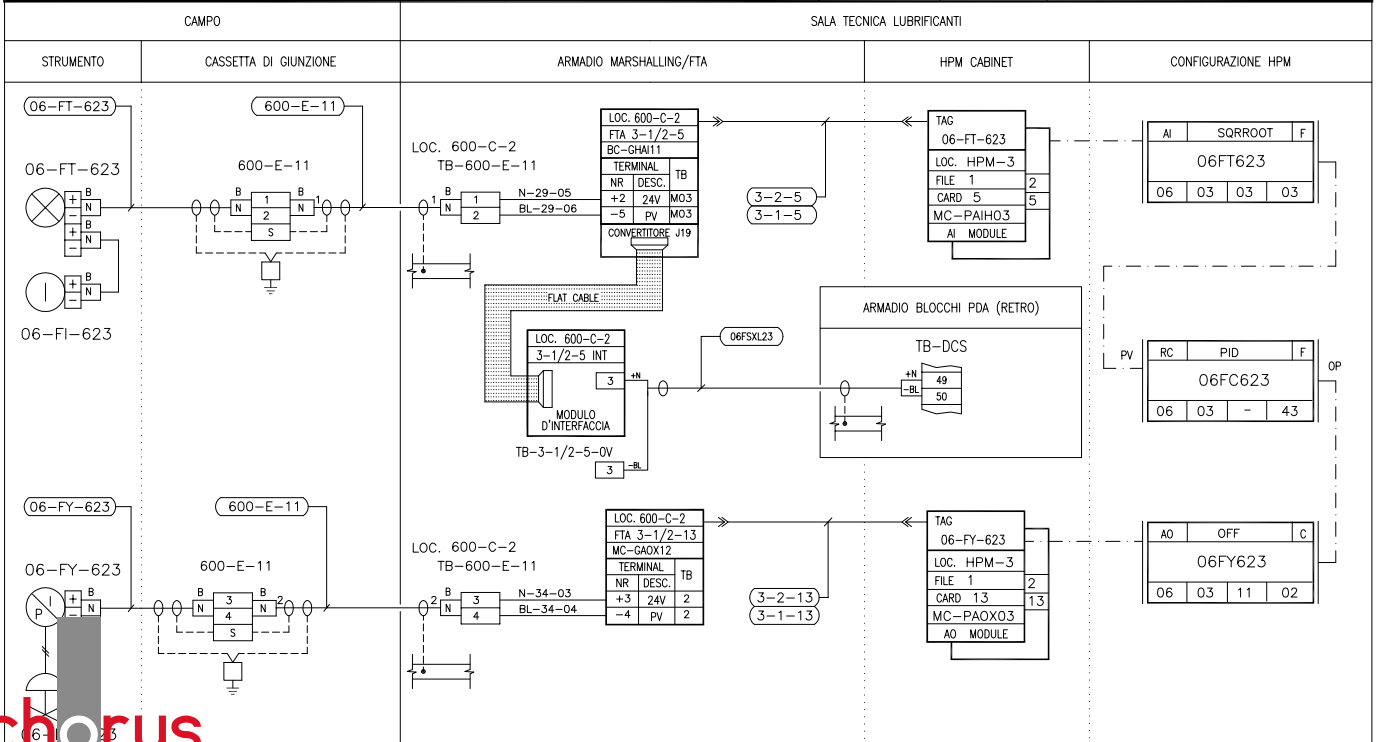 CAMPO
SALA TECNICA LUBRIFICANTI
STRUMENTO
CASSETTA DI GIUNZIONE
ARMADIO MARSHALLING/FTA
HPM CABINET
CONFIGURAZIONE HPM
06-FT-623
600-E-11
06-FT-623
+ B
- N
+ B
- N
+ B
- N
06-FI-623
600-E-11
B 1 B 1
N 2 N
S
LOC. 600-C-2
TB-600-E-11
1 B 1 N-29-05
N 2 BL-29-06
LOC. 600-C-2
FTA 3-1/2-5
BC-GHAI11
TERMINAL TB
NR DESC.
+2 24V M03
-5 PV M03
CONVERTITORE J19
FLAT CABLE
3-2-5
3-1-5
TAG
06-FT-623
LOC. HPM-3
FILE 1 2
CARD 5 5
MC-PAIH03
AI MODULE
AI SQRROOT F
06FT623
06 03 03 03
LOC. 600-C-2
3-1/2-5 INT
3 +N
MODULO
D'INTERFACCIA
TB-3-1/2-5-0V
3 -BL
06FSXL23
ARMADIO BLOCCHI PDA (RETRO)
TB-DCS
+N 49
-BL 50
PV
RC PID F
06FC623
06 03 - 43
OP
06-FY-623
600-E-11
06-FY-623
I
P
+ B
N
600-E-11
B 3 B 2
N 4 N
S
LOC. 600-C-2
TB-600-E-11
2 B 3 N-34-03
N 4 BL-34-04
LOC. 600-C-2
FTA 3-1/2-13
MC-GAOX12
TERMINAL TB
NR DESC.
+3 24V 2
-4 PV 2
3-2-13
3-1-13
TAG
06-FY-623
LOC. HPM-3
FILE 1 2
CARD 13 13
MC-PAOX03
AO MODULE
AO OFF C
06FY623
06 03 11 02
chorus